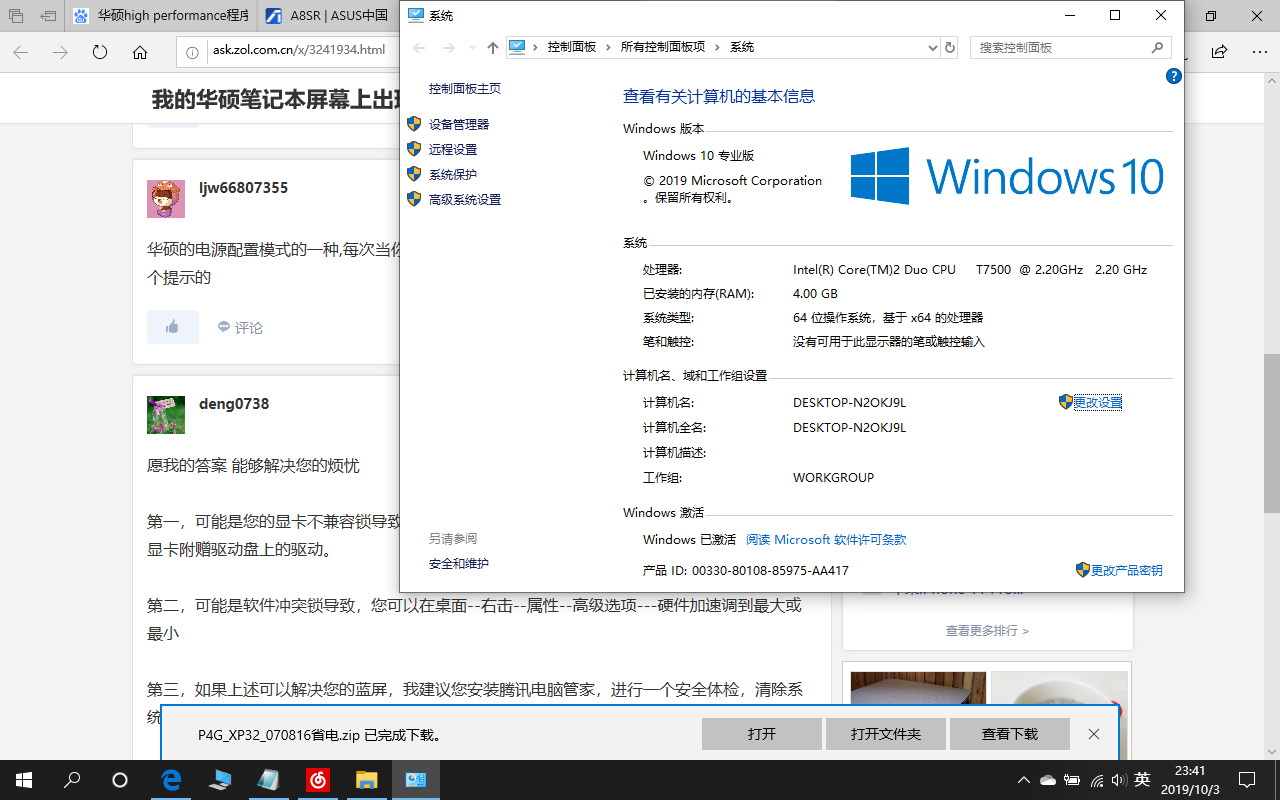 华硕high performance程序
A8SR | ASUS中国
ask.zol.com.cn/x/3241934.html
我的华硕笔记本屏幕上出现
ljw66807355
华硕的电源配置模式的一种,每次当你
个提示的
评论
deng0738
愿我的答案 能够解决您的烦忧
第一，可能是您的显卡不兼容锁导致
显卡附赠驱动盘上的驱动。
第二，可能是软件冲突锁导致，您可以在桌面--右击--属性--高级选项---硬件加速调到最大或
最小
第三，如果上述可以解决您的蓝屏，我建议您安装腾讯电脑管家，进行一个安全体检，清除系
统
系统
控制面板
所有控制面板项
系统
搜索控制面板
控制面板主页
设备管理器
远程设置
系统保护
高级系统设置
另请参阅
安全和维护
查看有关计算机的基本信息
Windows 版本
Windows 10 专业版
© 2019 Microsoft Corporation
。保留所有权利。
Windows 10
系统
处理器: Intel(R) Core(TM)2 Duo CPU T7500 @ 2.20GHz 2.20 GHz
已安装的内存(RAM): 4.00 GB
系统类型: 64 位操作系统，基于 x64 的处理器
笔和触控: 没有可用于此显示器的笔或触控输入
计算机名、域和工作组设置
计算机名: DESKTOP-N2OKJ9L 更改设置
计算机全名: DESKTOP-N2OKJ9L
计算机描述:
工作组: WORKGROUP
Windows 激活
Windows 已激活 阅读 Microsoft 软件许可条款
产品 ID: 00330-80108-85975-AA417 更改产品密钥
查看更多排行 >
P4G_XP32_070816省电.zip 已完成下载。
打开
打开文件夹
查看下载
英
23:41
2019/10/3